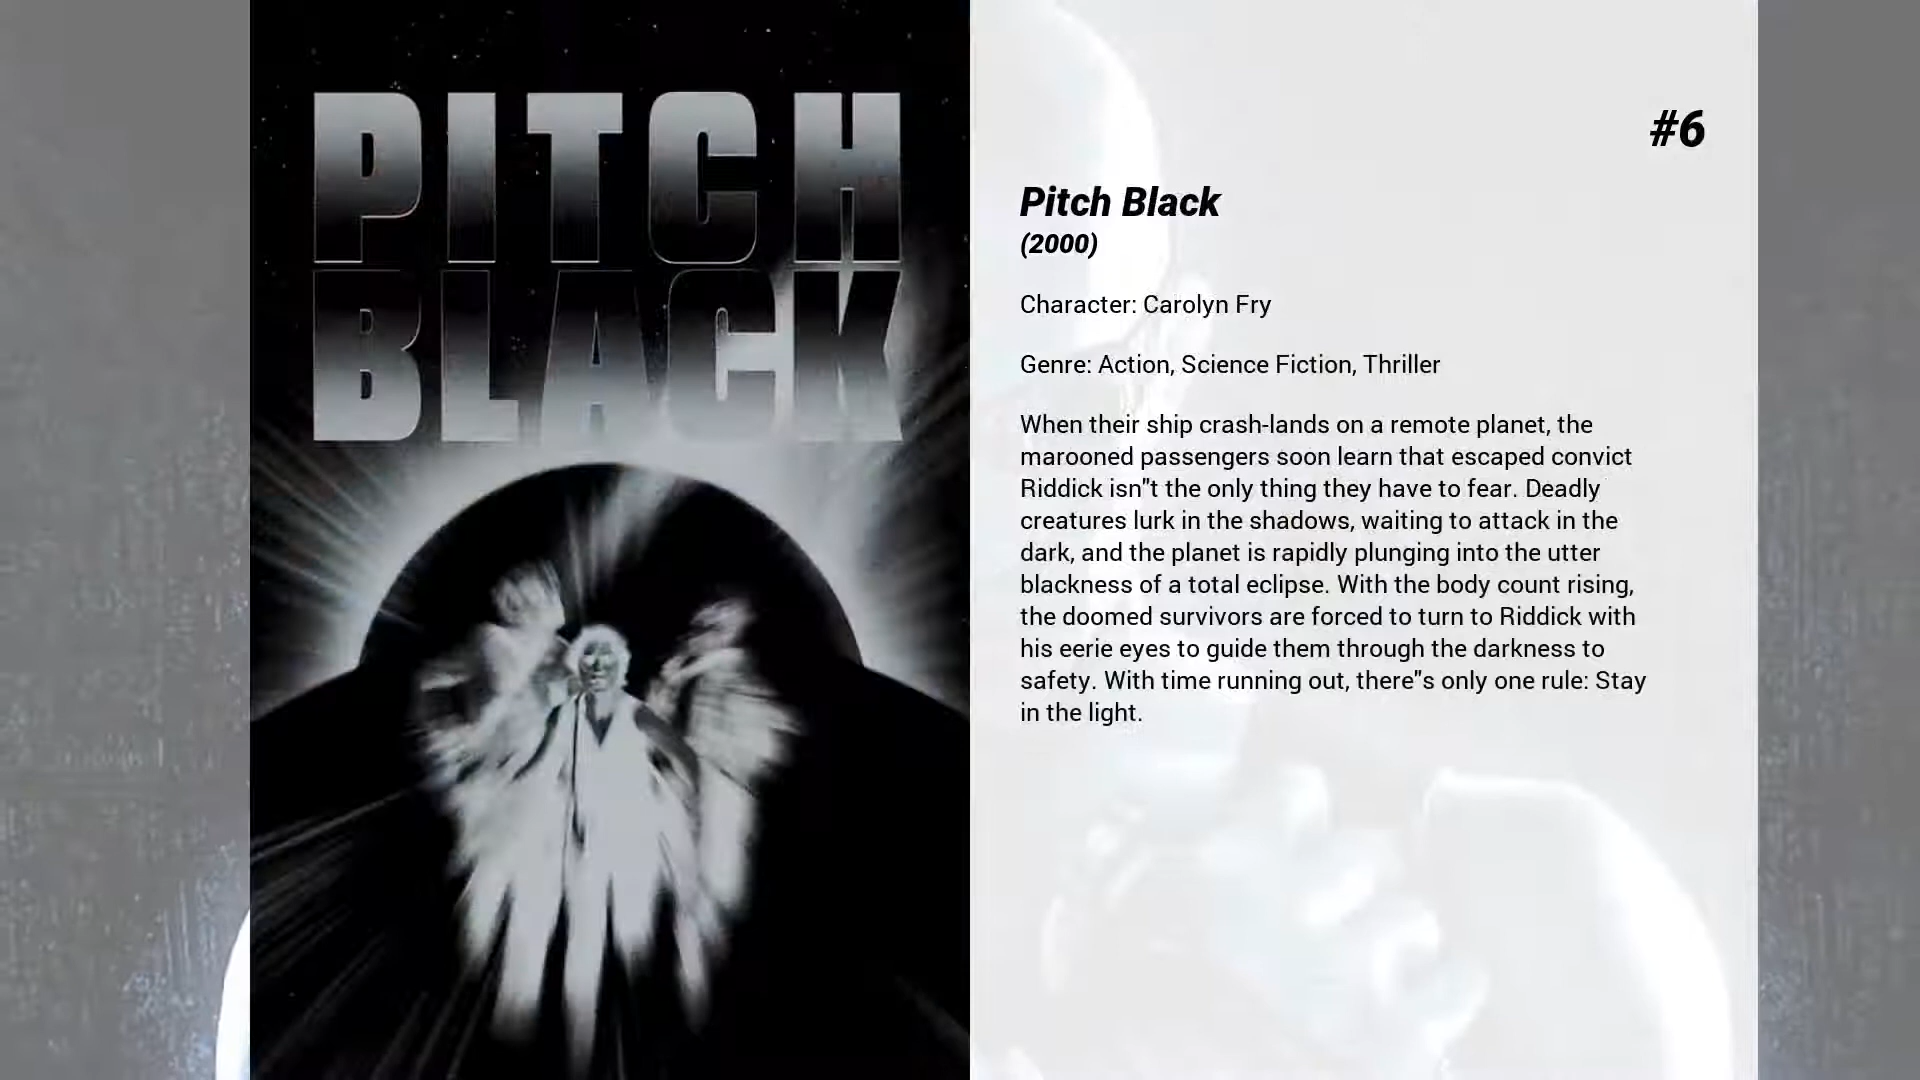 PITCH
BLACK
#6
Pitch Black
(2000)
Character: Carolyn Fry
Genre: Action, Science Fiction, Thriller
When their ship crash-lands on a remote planet, the
marooned passengers soon learn that escaped convict
Riddick isn"t the only thing they have to fear. Deadly
creatures lurk in the shadows, waiting to attack in the
dark, and the planet is rapidly plunging into the utter
blackness of a total eclipse. With the body count rising,
the doomed survivors are forced to turn to Riddick with
his eerie eyes to guide them through the darkness to
safety. With time running out, there"s only one rule: Stay
in the light.